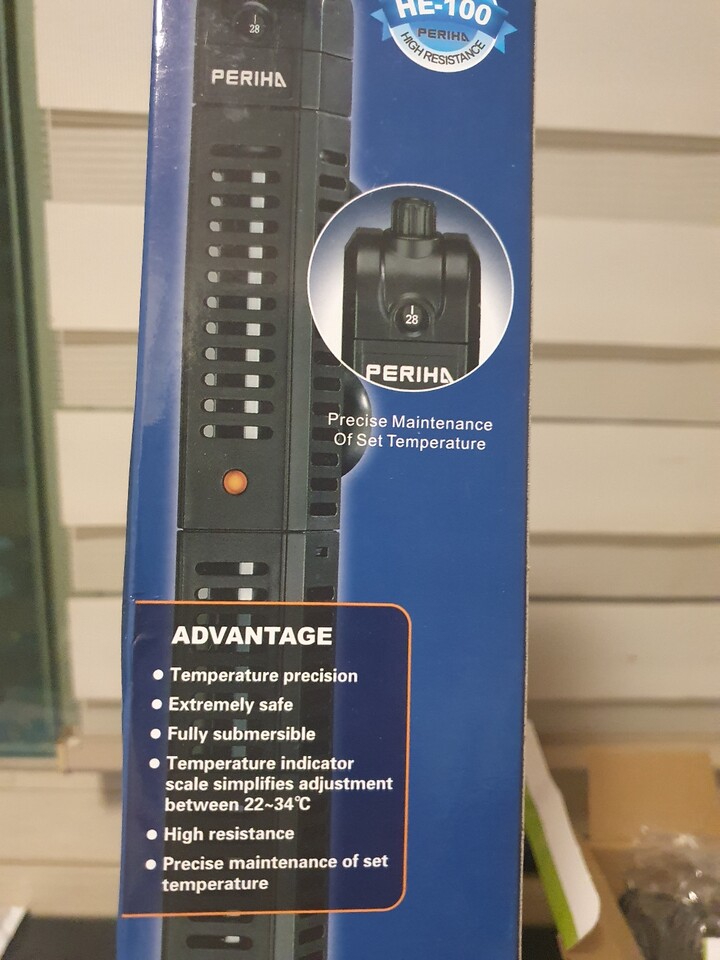 HE-100
PERIHA
HIGH RESISTANCE
28
PERIHA
28
PERIHA
Precise Maintenance
Of Set Temperature
ADVANTAGE
● Temperature precision
● Extremely safe
● Fully submersible
● Temperature indicator
scale simplifies adjustment
between 22~34℃
● High resistance
● Precise maintenance of set
temperature